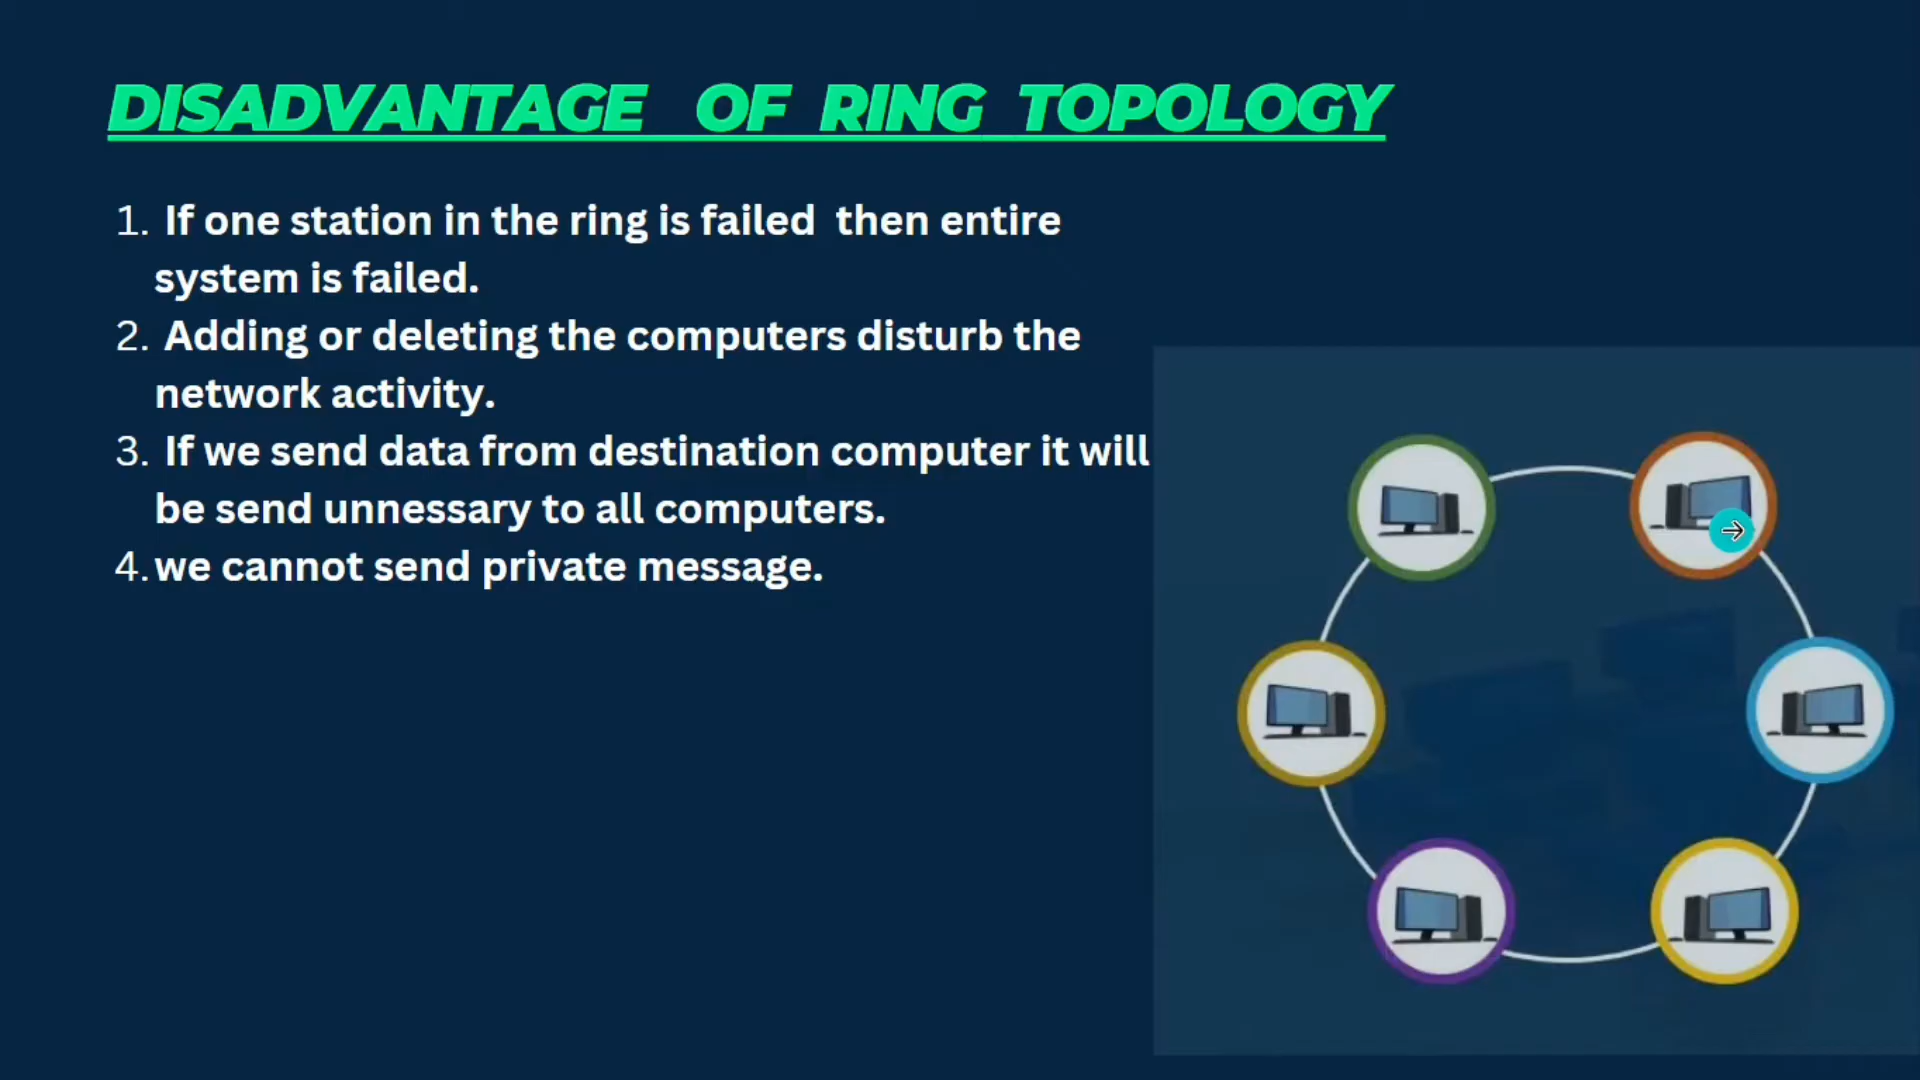 DISADVANTAGE OF RING TOPOLOGY
1. If one station in the ring is failed then entire
system is failed.
2. Adding or deleting the computers disturb the
network activity.
3. If we send data from destination computer it will
be send unnessary to all computers.
4. we cannot send private message.